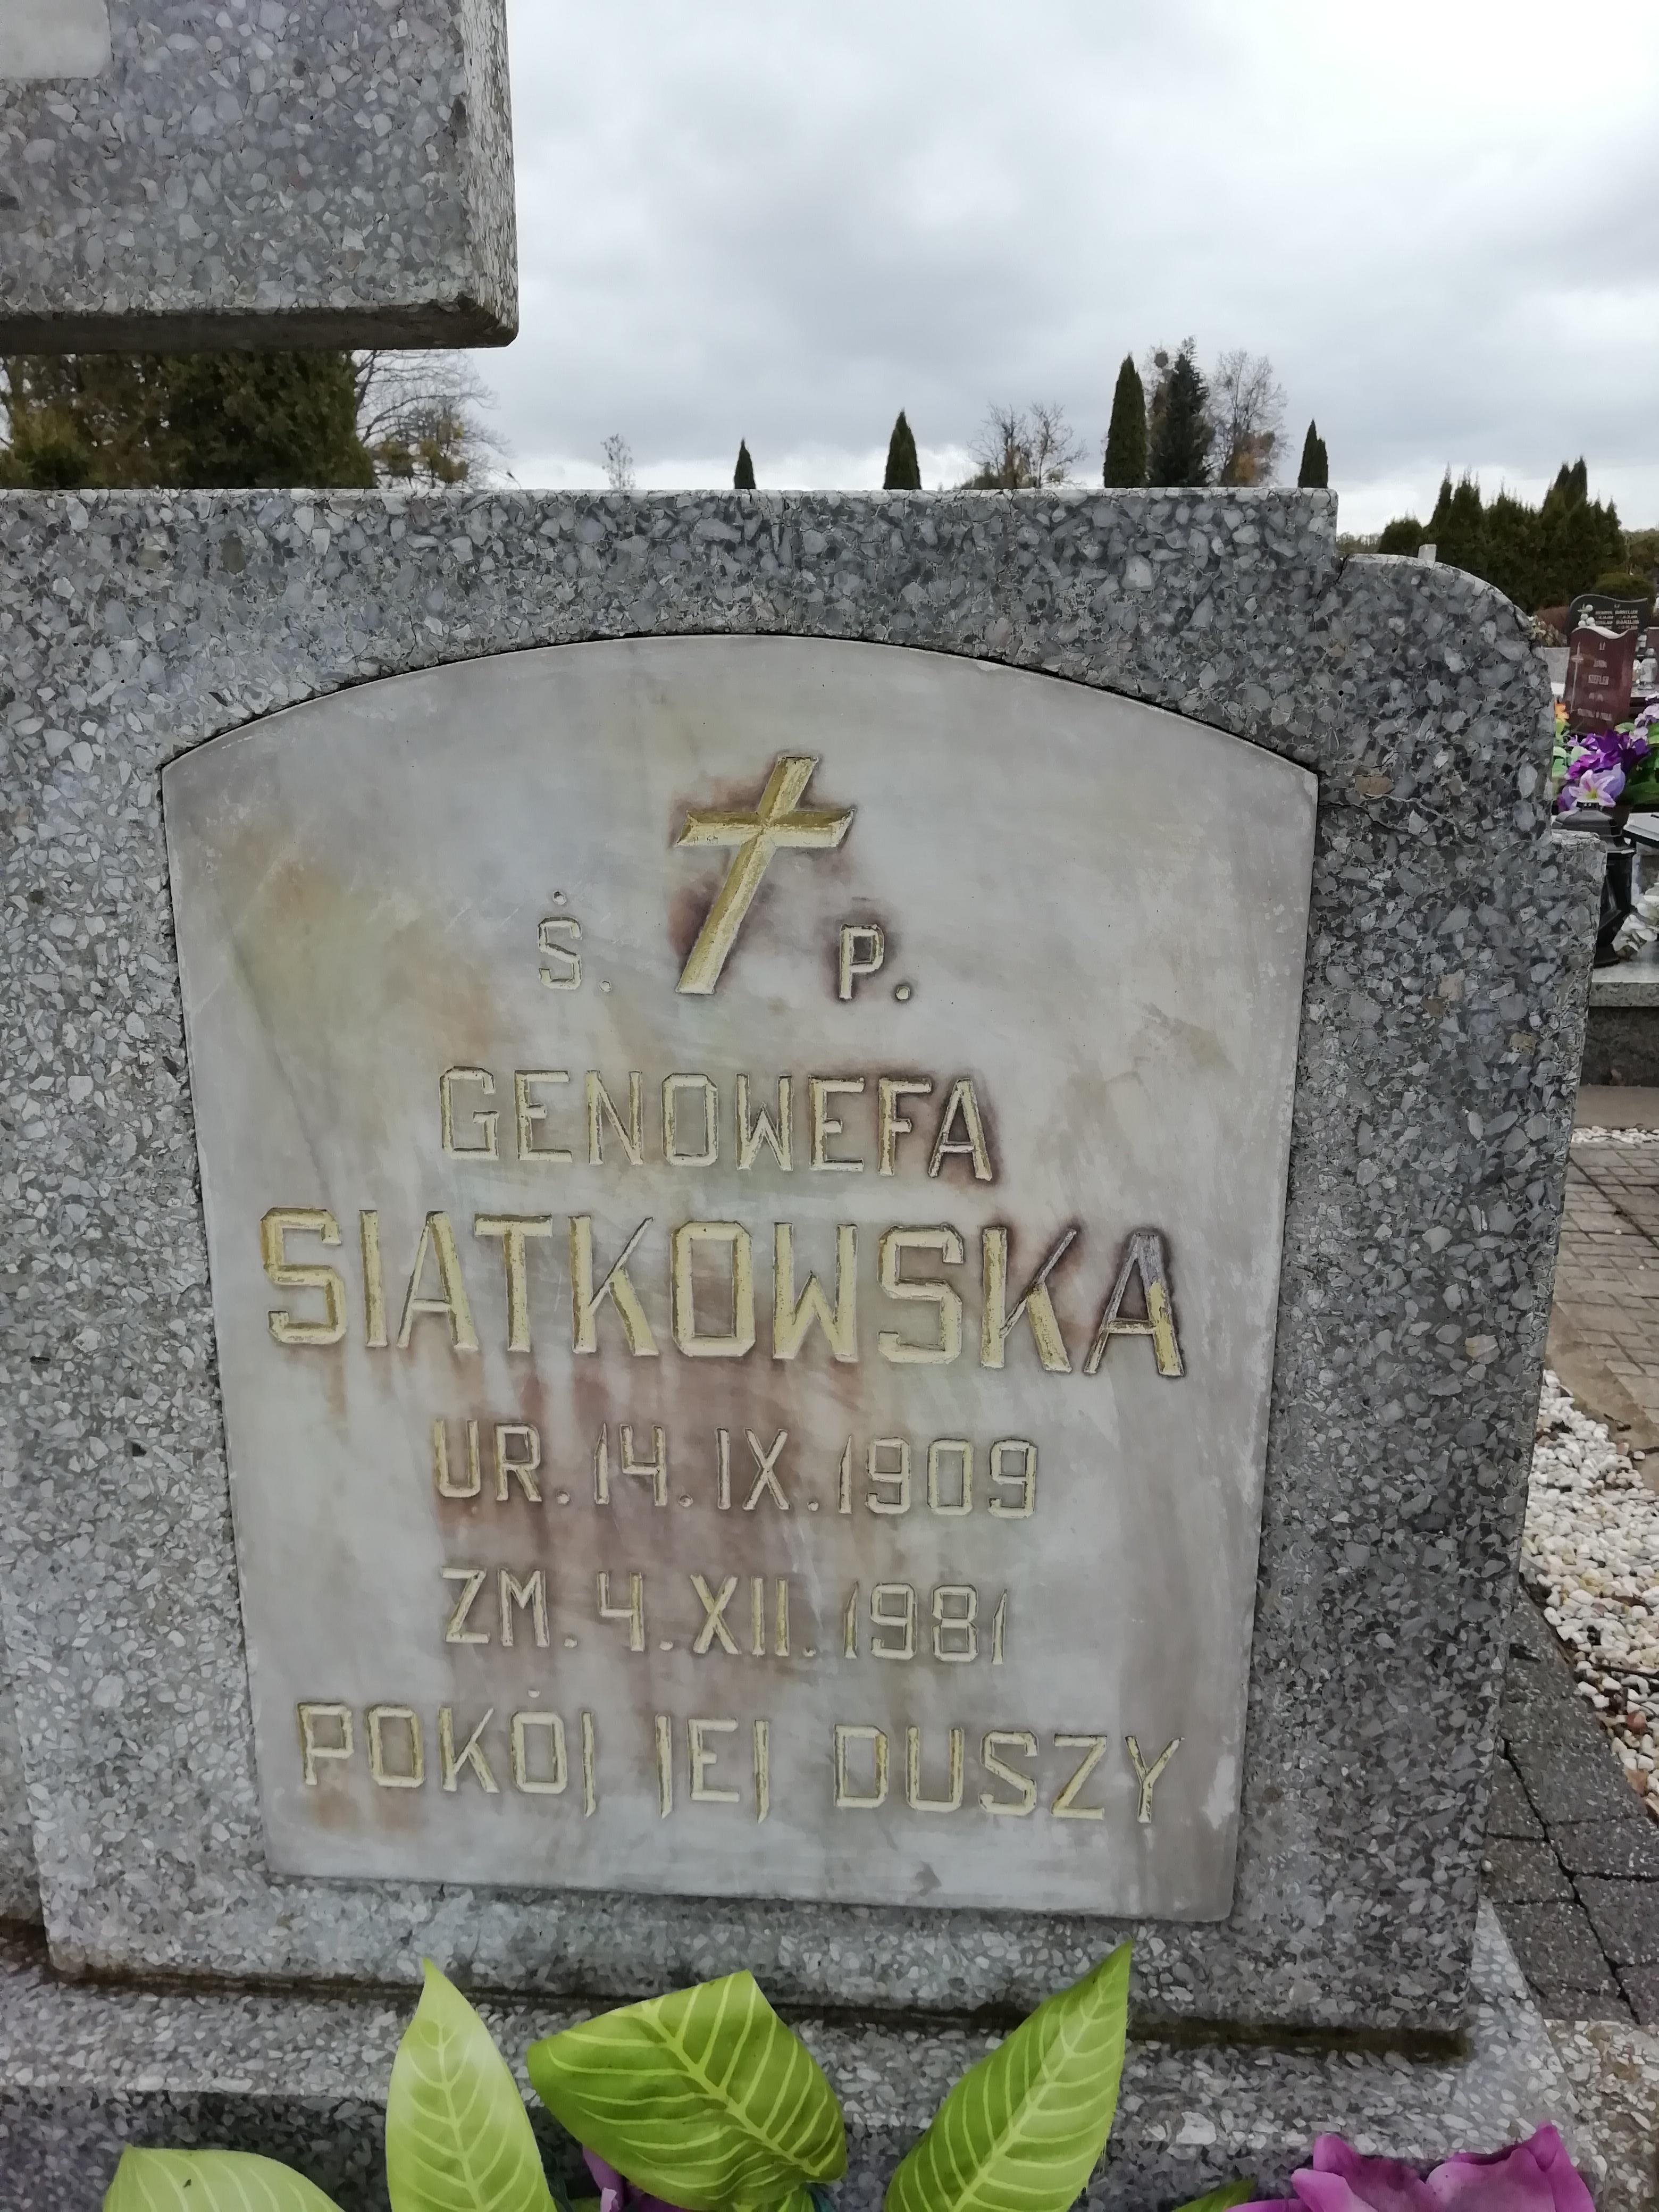 Ś. P.
GENOWEFA
SIATKOWSKA
UR. 14. IX. 1909
ZM. 4. XII. 1981
POKÓJ JEJ DUSZY